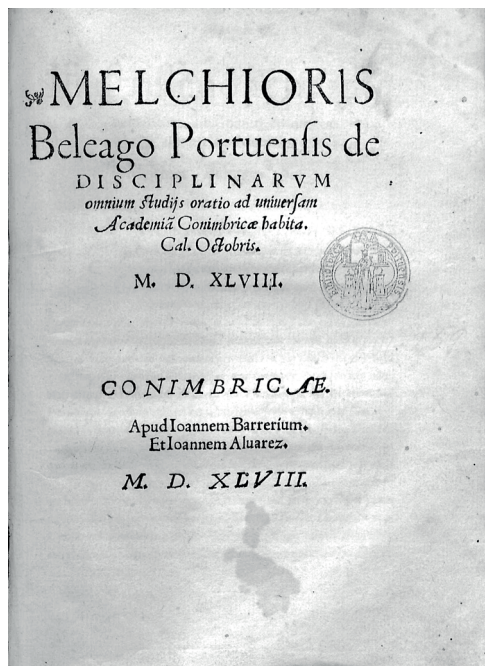 MELCHIORIS
Beleago Portuenſis de
DISCIPLINARVM
omnium ſtudijs oratio ad uniuerſam
Academiã Conimbricæ habita.
Cal. Octobris.
M. D. XLVIII.
CONIMBRICÆ.
Apud Ioannem Barrerium.
Et Ioannem Aluarez.
M. D. XLVIII.